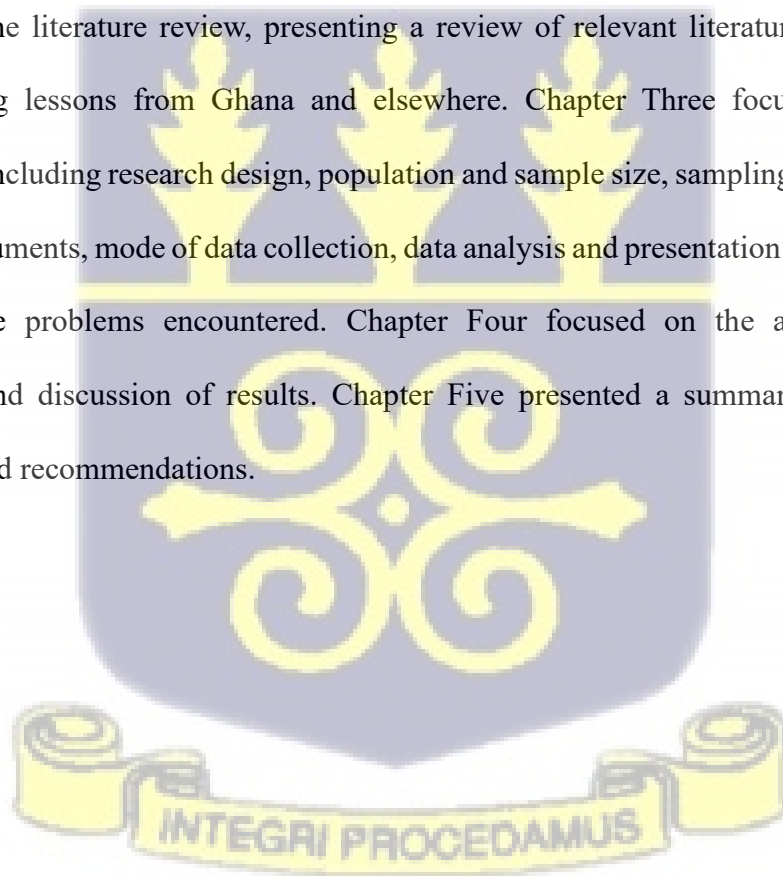 ne literature review, presenting a review of relevant literatur
g lessons from Ghana and elsewhere. Chapter Three focu
ncluding research design, population and sample size, sampling
uments, mode of data collection, data analysis and presentation
e problems encountered. Chapter Four focused on the a
nd discussion of results. Chapter Five presented a summar
d recommendations.
INTEGRI PROCEDAMUS